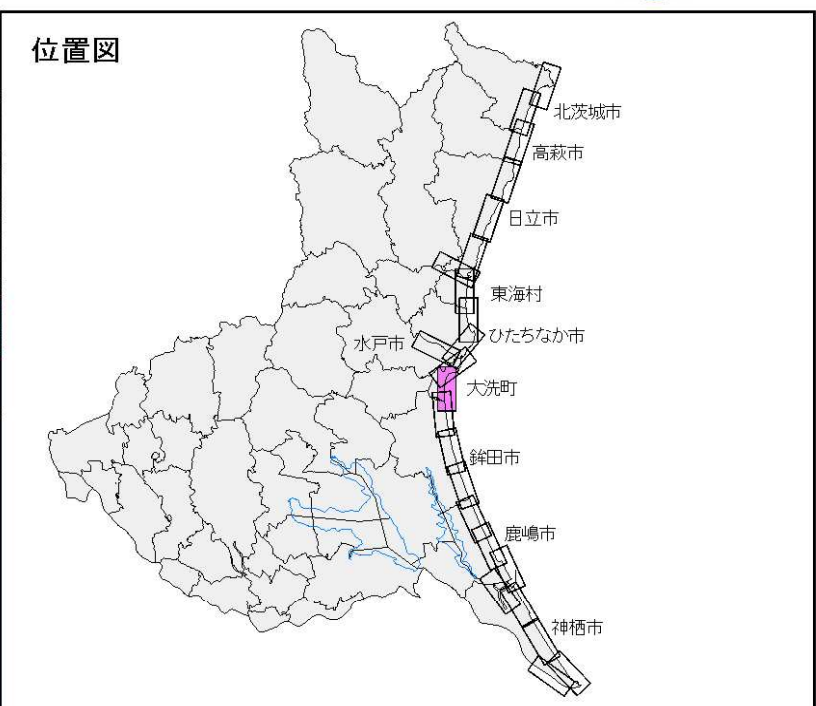 位置図
北茨城市
高萩市
日立市
東海村
ひたちなか市
水戸市
大洗町
鉾田市
鹿嶋市
神栖市